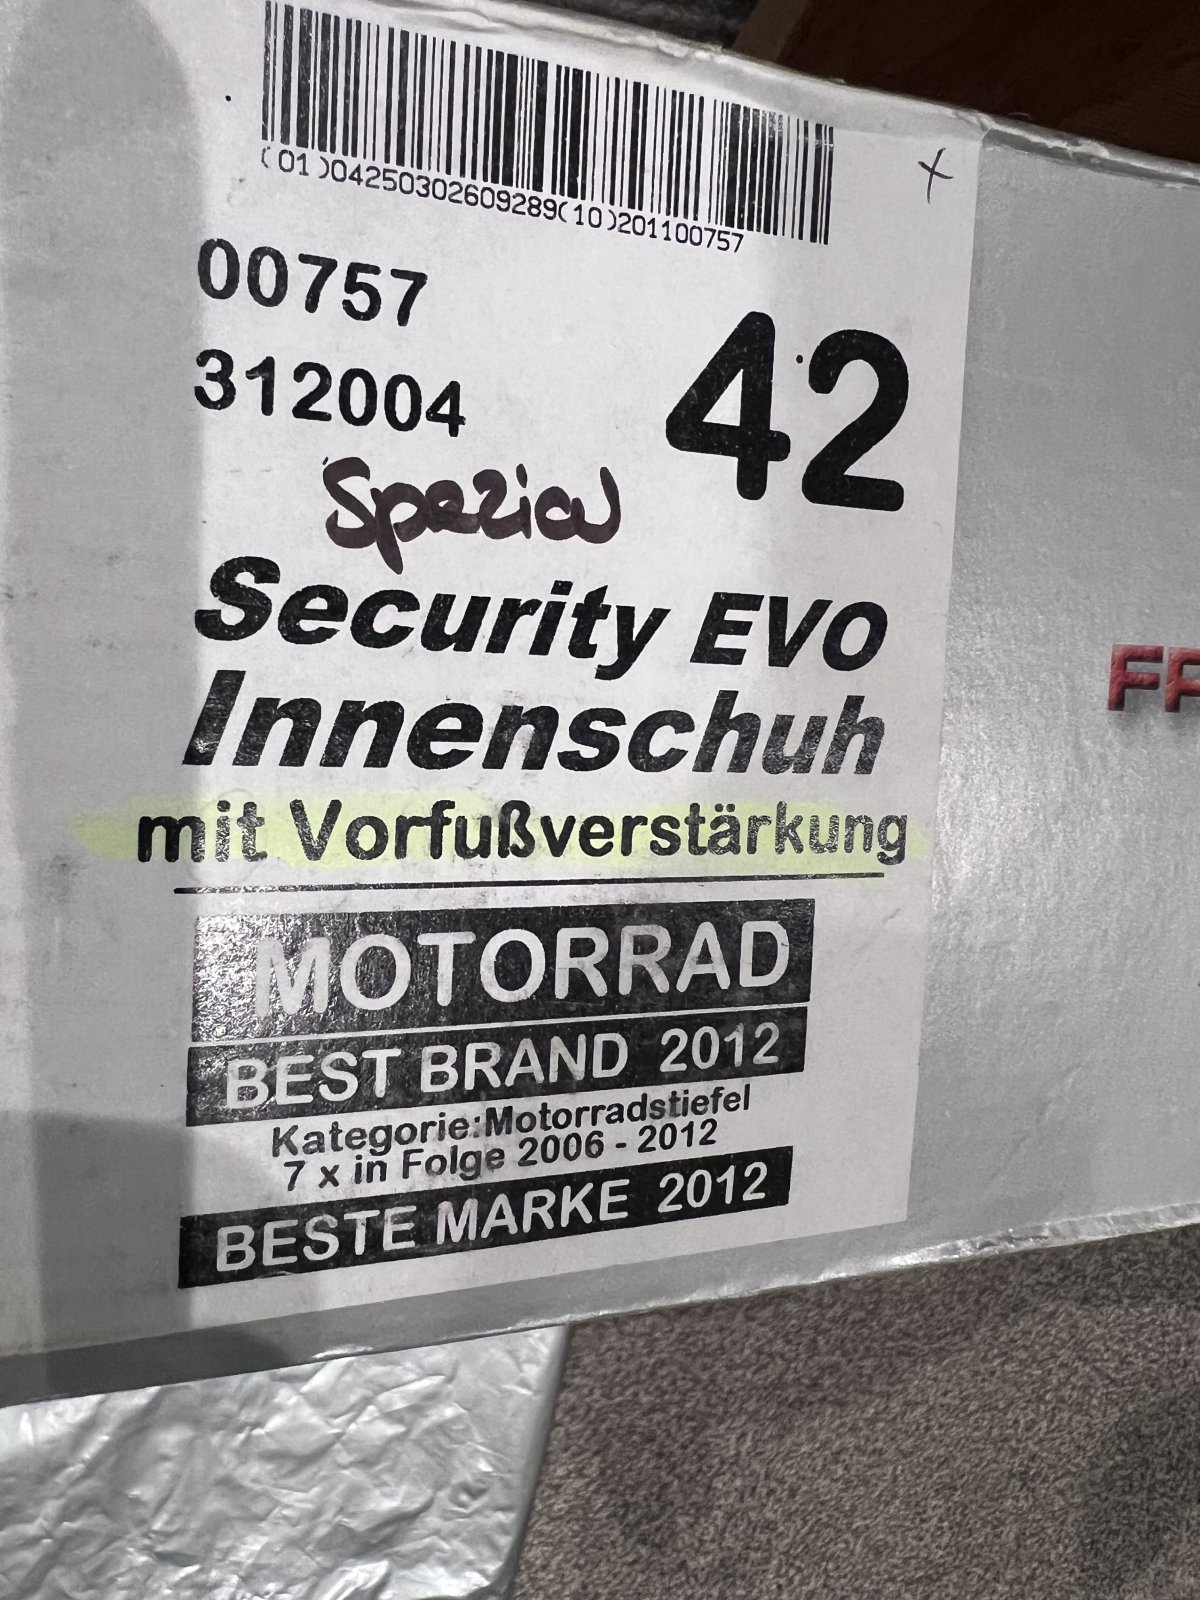 (01)04250302609289(10)201100757
00757
312004
42
Spezial
Security EVO
Innenschuh
mit Vorfußverstärkung
MOTORRAD
BEST BRAND 2012
Kategorie:Motorradstiefel
7 x in Folge 2006 - 2012
BESTE MARKE 2012
x